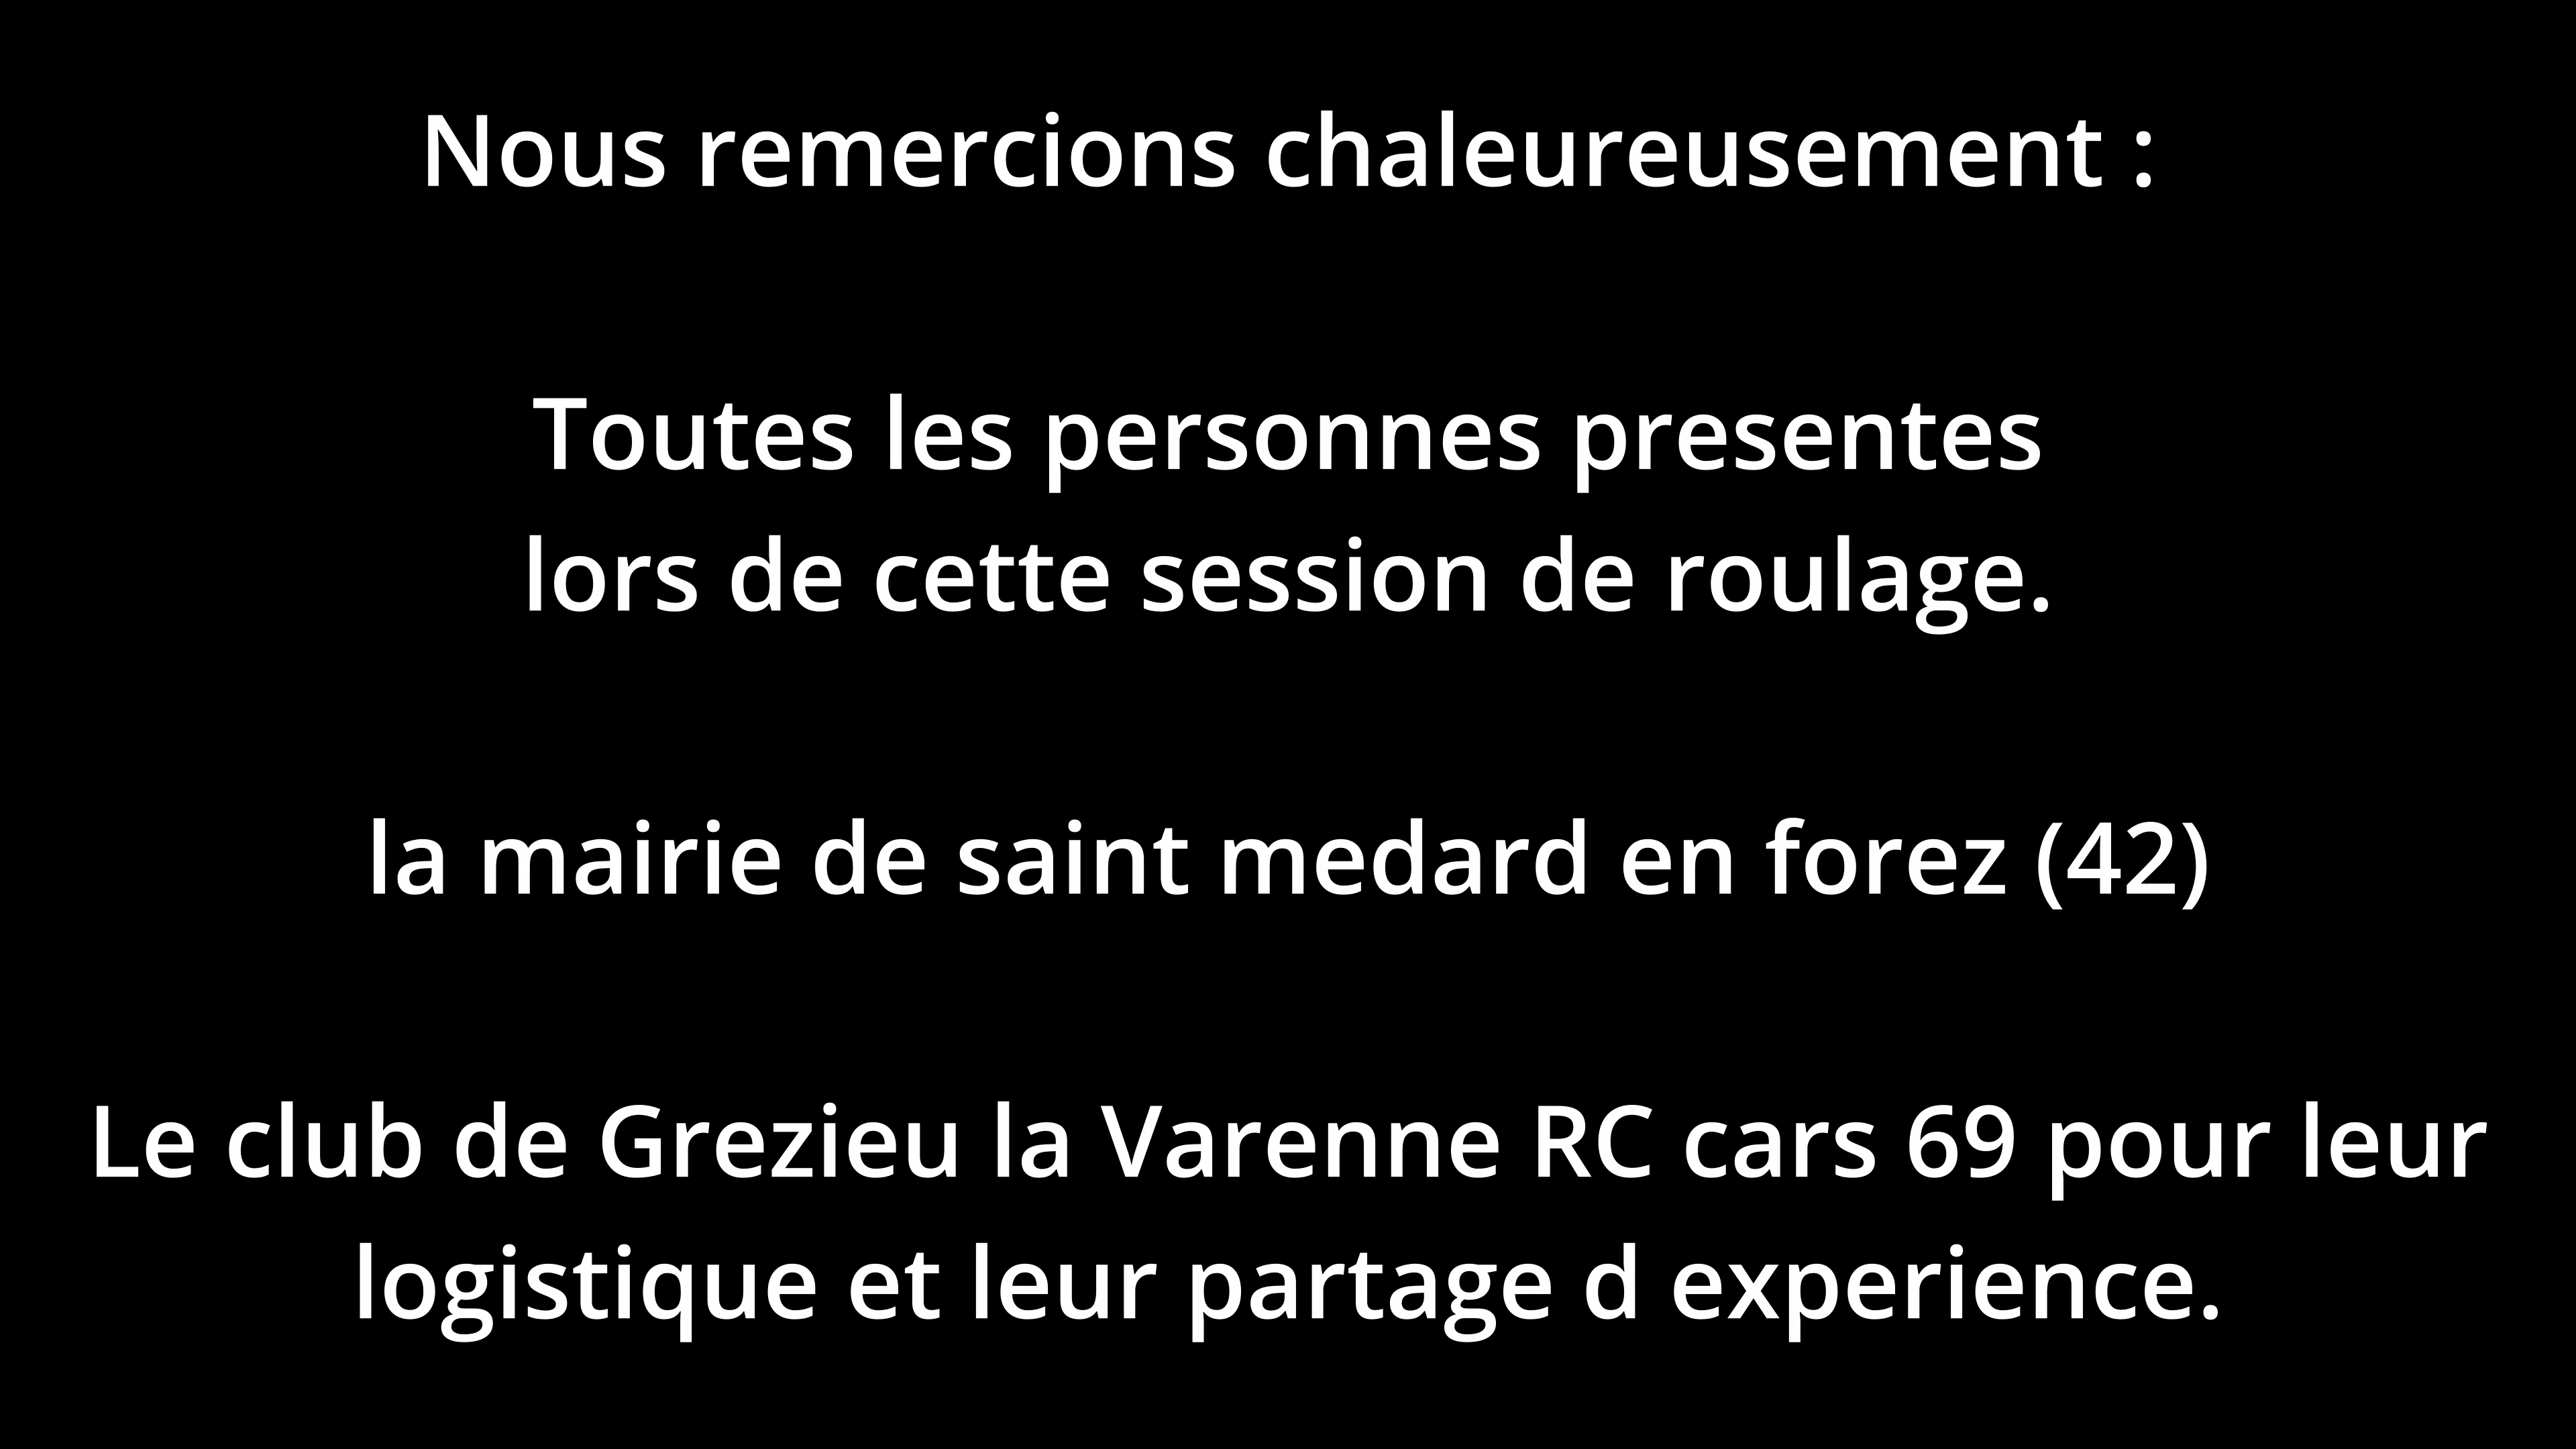 Nous remercions chaleureusement :
Toutes les personnes presentes
lors de cette session de roulage.
la mairie de saint medard en forez (42)
Le club de Grezieu la Varenne RC cars 69 pour leur
logistique et leur partage d experience.